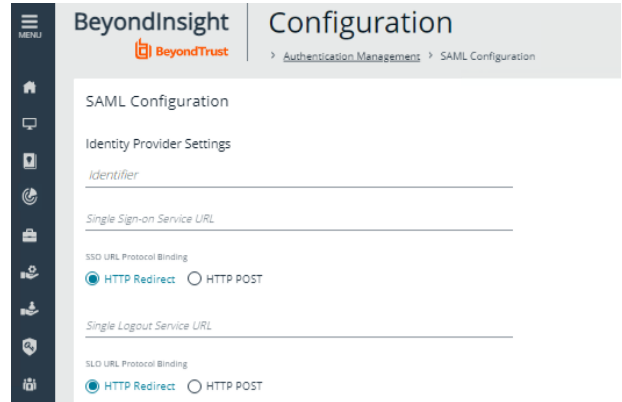 MENU
BeyondInsight
BeyondTrust
Configuration
> Authentication Management > SAML Configuration
SAML Configuration
Identity Provider Settings
Identifier
Single Sign-on Service URL
SSO URL Protocol Binding
HTTP Redirect HTTP POST
Single Logout Service URL
SLO URL Protocol Binding
HTTP Redirect HTTP POST